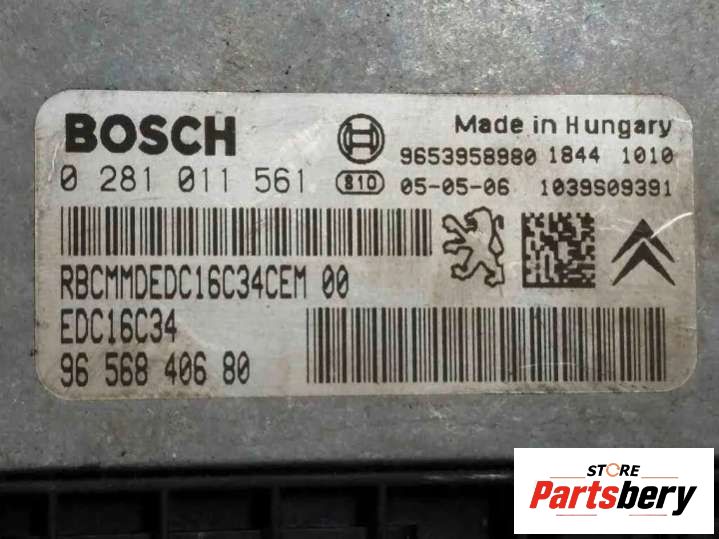 BOSCH
Made in Hungary
0 281 011 561
S10
9653958980 1844 1010
05-05-06 1039S09391
RBCMMDEDC16C34CEM 00
EDC16C34
96 568 406 80
STORE
Partsbery